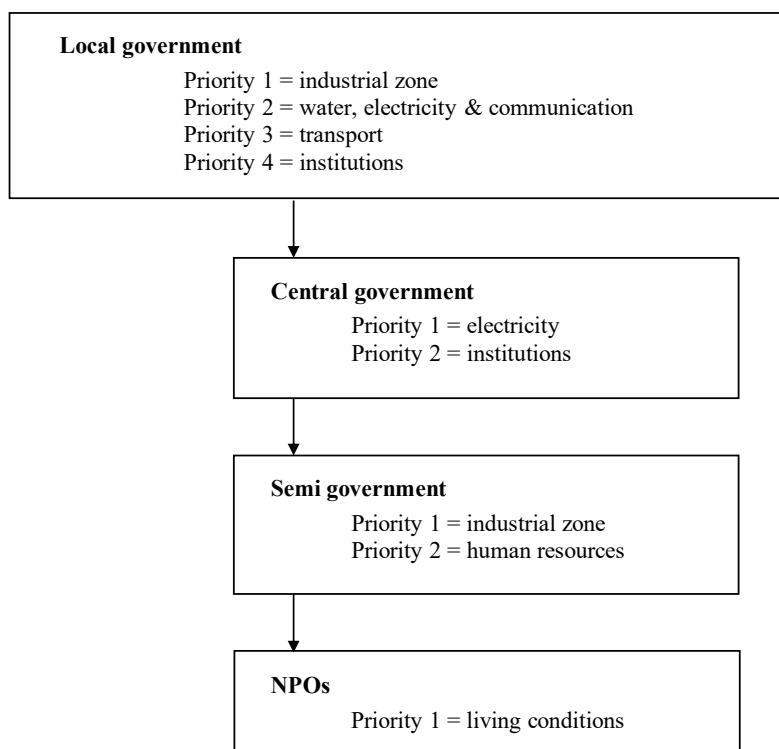 Local government
Priority 1 = industrial zone
Priority 2 = water, electricity & communication
Priority 3 = transport
Priority 4 = institutions
Central government
Priority 1 = electricity
Priority 2 = institutions
Semi government
Priority 1 = industrial zone
Priority 2 = human resources
NPOs
Priority 1 = living conditions